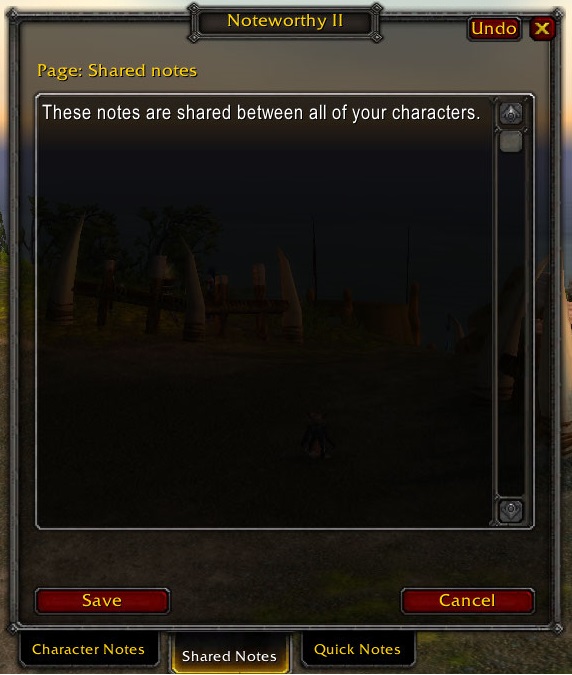 Noteworthy II
Undo
X
Page: Shared notes
These notes are shared between all of your characters.
Save
Cancel
Character Notes
Shared Notes
Quick Notes